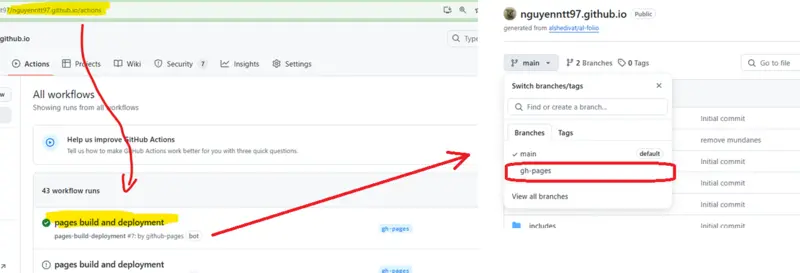 97/nguyenntt97.github.io/actions
github.io
Type
Actions
Projects
Wiki
Security 7
Insights
Settings
All workflows
Showing runs from all workflows
Help us improve GitHub Actions
Tell us how to make GitHub Actions work better for you with three quick questions.
43 workflow runs
pages build and deployment
pages-build-deployment #7: by github-pages bot
gh-pages
pages build and deployment
gh-pages
nguyenntt97.github.io Public
generated from alshedivat/al-folio
main
2 Branches
0 Tags
Go to file
Switch branches/tags
Find or create a branch...
Branches
Tags
main default
gh-pages
View all branches
includes
Initial commit
remove mundanes
Initial commit
Initial commit
Initial commit
Initial commit